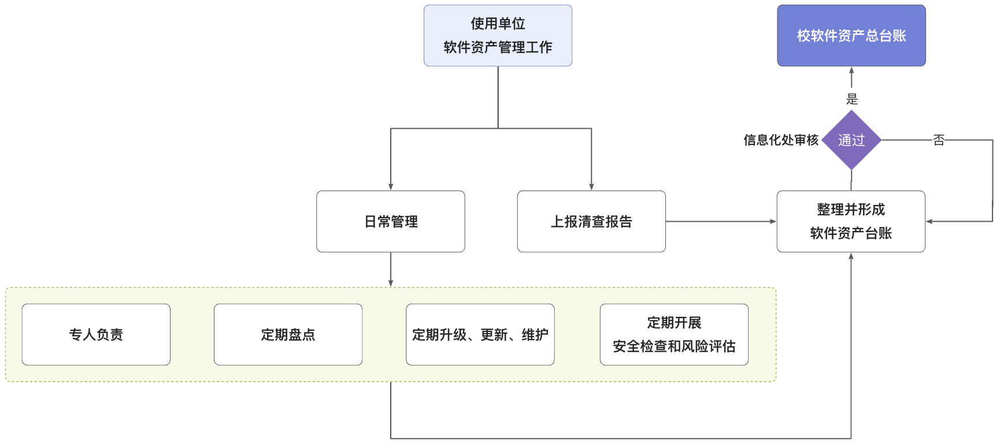 使用单位
软件资产管理工作
校软件资产总台账
是
信息化处审核
通过
否
日常管理
上报清查报告
整理并形成
软件资产台账
专人负责
定期盘点
定期升级、更新、维护
定期开展
安全检查和风险评估